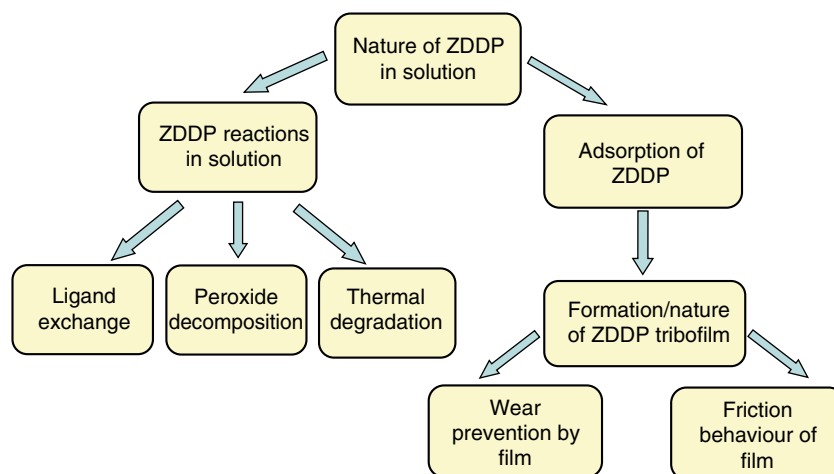 Nature of ZDDP
in solution
ZDDP reactions
in solution
Adsorption of
ZDDP
Ligand
exchange
Peroxide
decomposition
Thermal
degradation
Formation/nature
of ZDDP tribofilm
Wear
prevention by
film
Friction
behaviour of
film